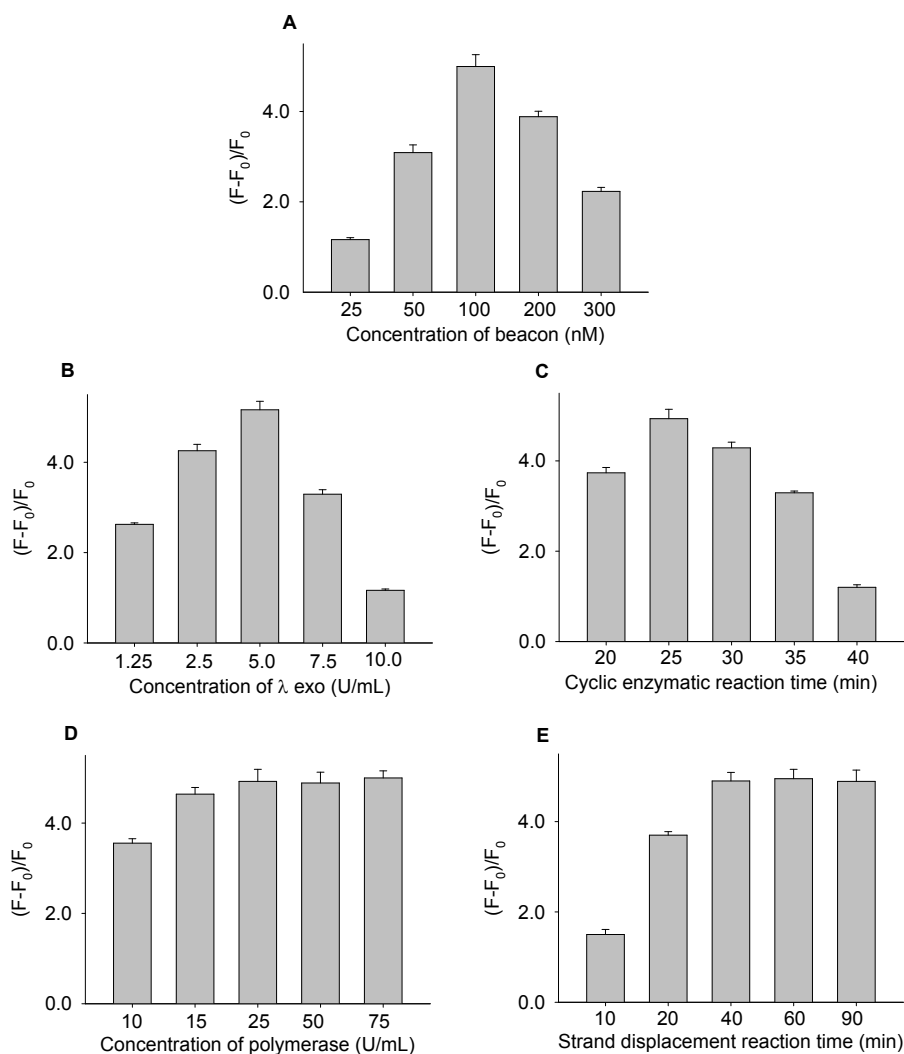 A
(F-F₀)/F₀
4.0
2.0
0.0
25 50 100 200 300
Concentration of beacon (nM)
B
(F-F₀)/F₀
4.0
2.0
0.0
1.25 2.5 5.0 7.5 10.0
Concentration of λ exo (U/mL)
C
(F-F₀)/F₀
4.0
2.0
0.0
20 25 30 35 40
Cyclic enzymatic reaction time (min)
D
(F-F₀)/F₀
4.0
2.0
0.0
10 15 25 50 75
Concentration of polymerase (U/mL)
E
(F-F₀)/F₀
4.0
2.0
0.0
10 20 40 60 90
Strand displacement reaction time (min)